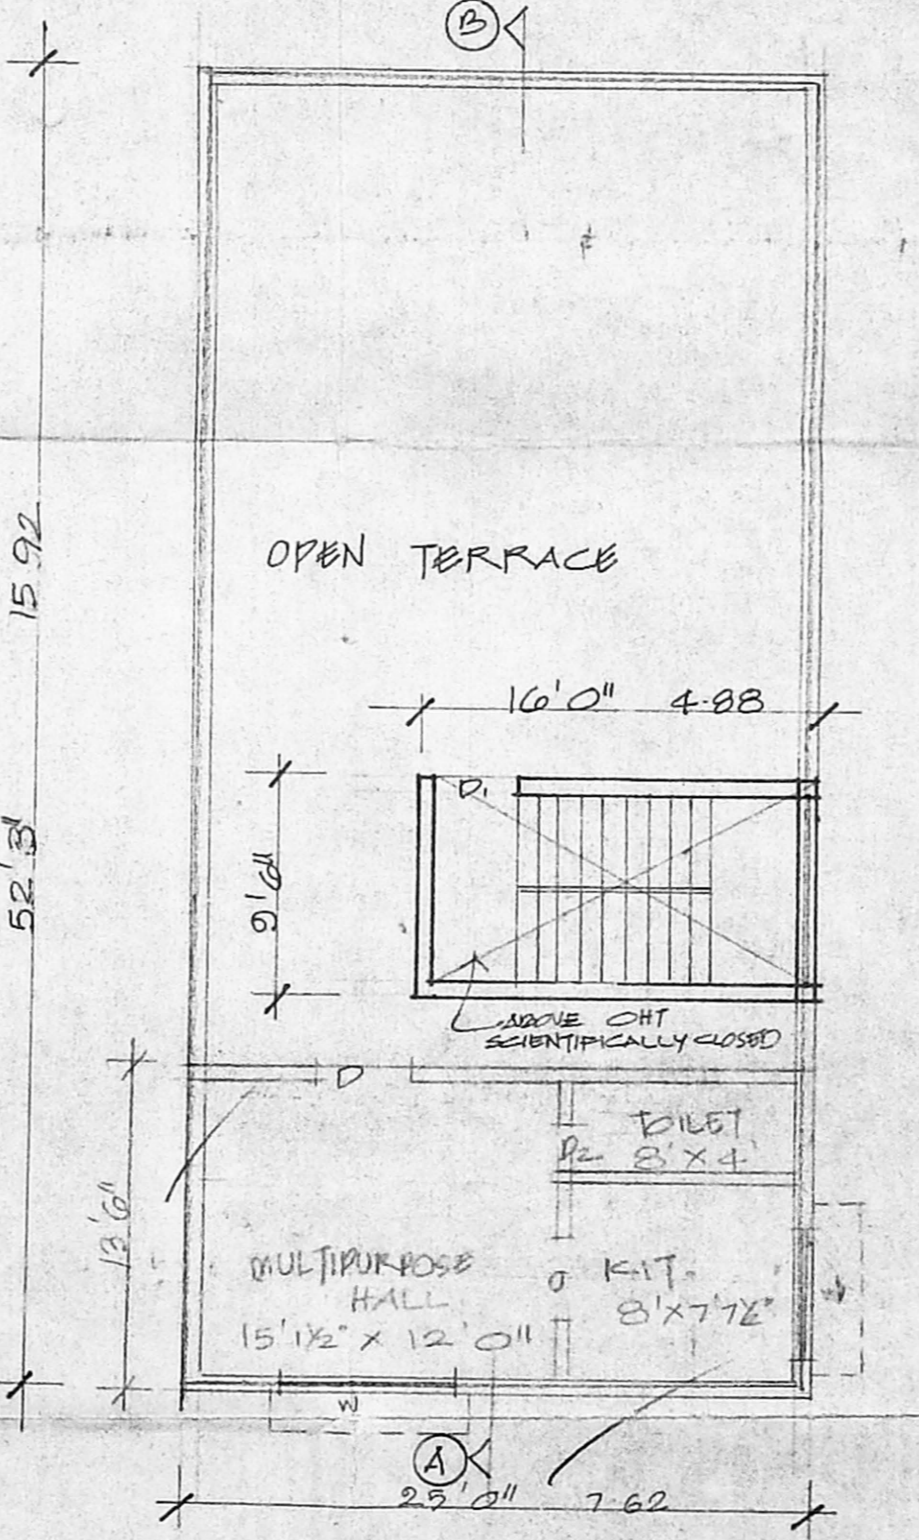 B
15.92
52'3"
OPEN TERRACE
16'0" 4.88
D1
9'6"
ABOVE OHT
SCIENTIFICALLY CLOSED
D
TOILET
8'X4'
D2
13'6"
MULTIPURPOSE
HALL
15'1½" X 12'0"
O
KIT.
8'X7'7½"
W
W
A
25'0" 7.62